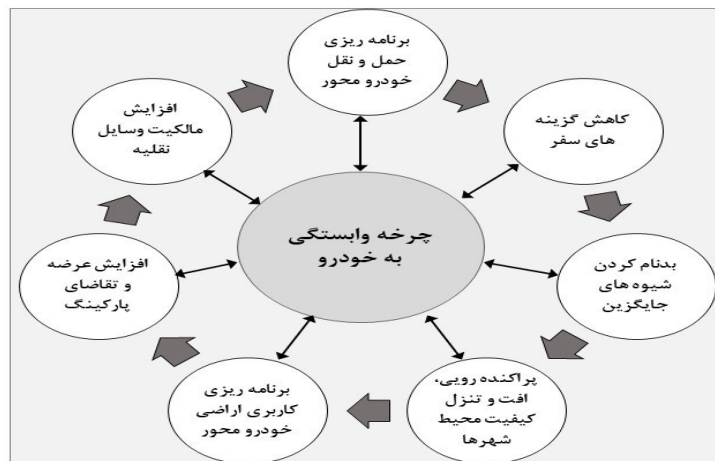 برنامه ریزی
حمل و نقل
خودرو محور
کاهش گزینه
های سفر
بدنام کردن
شیوه های
جایگزین
پراکنده رویی،
افت و تنزل
کیفیت محیط
شهرها
برنامه ریزی
کاربری اراضی
خودرو محور
افزایش عرضه
و تقاضای
پارکینگ
افزایش
مالکیت وسایل
نقلیه
چرخه وابستگی
به خودرو